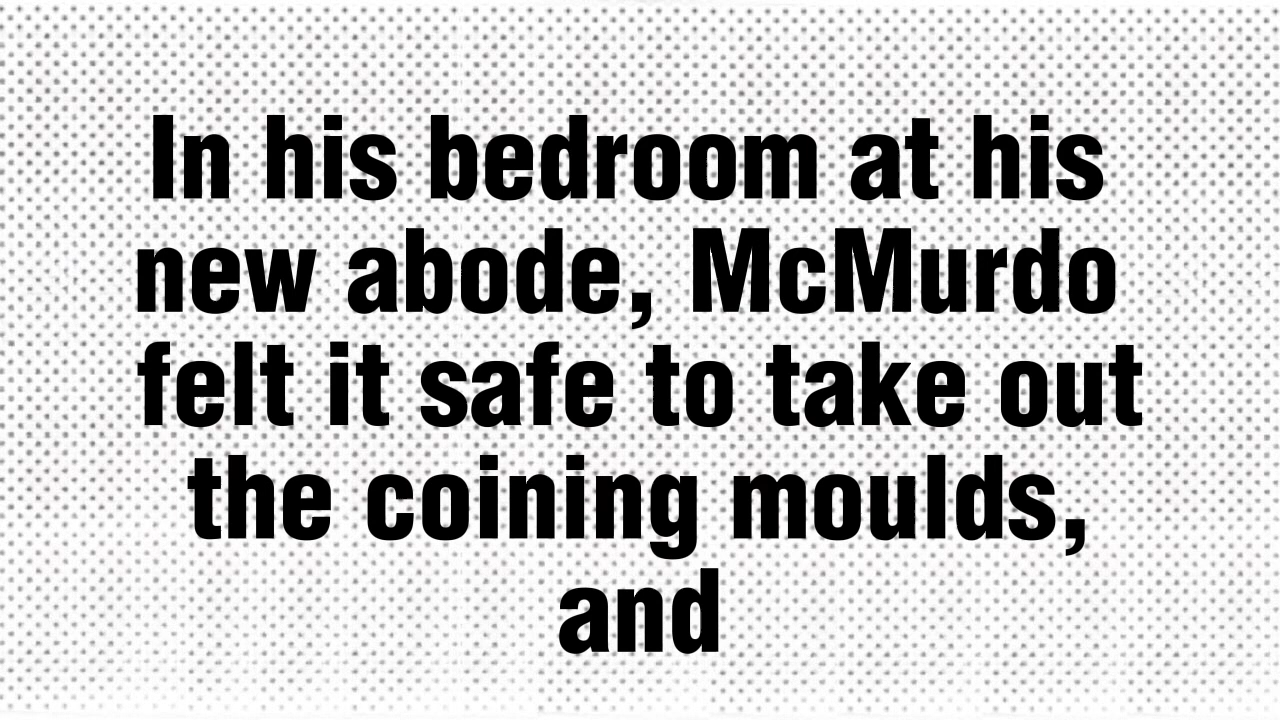 In his bedroom at his
new abode, McMurdo
felt it safe to take out
the coining moulds,
and